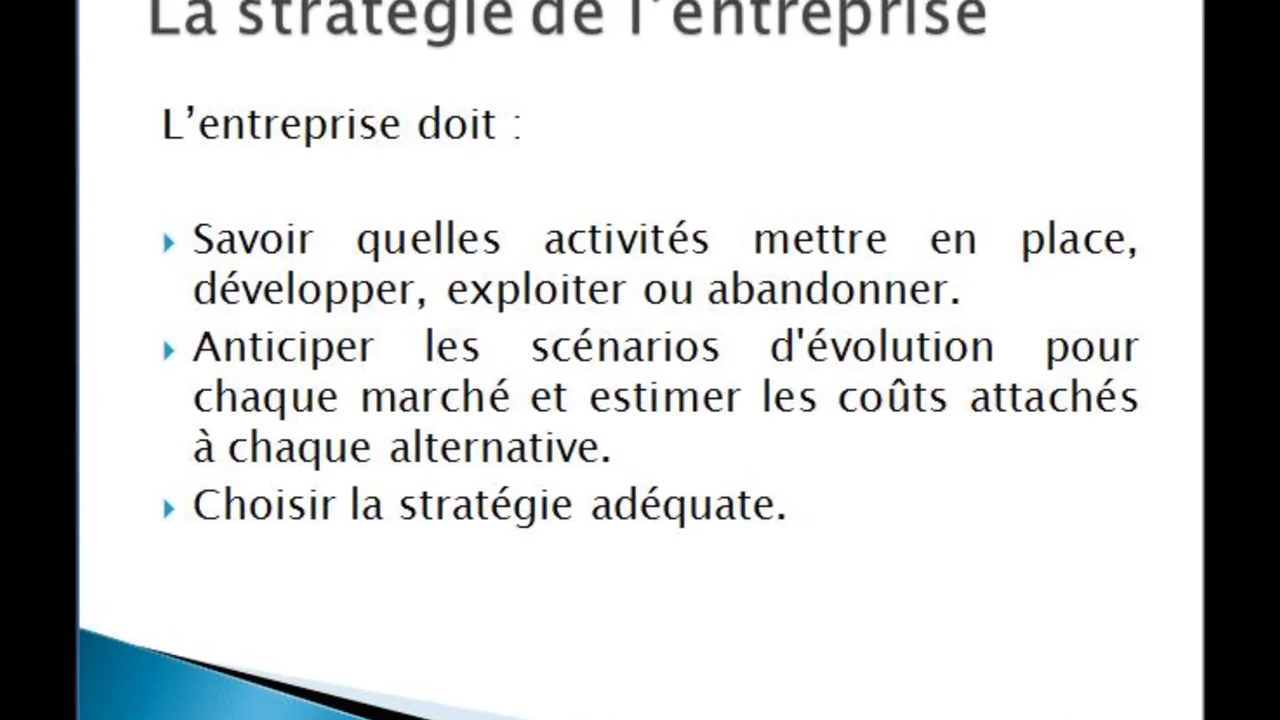 La stratégie de l’entreprise
L’entreprise doit :
Savoir quelles activités mettre en place,
développer, exploiter ou abandonner.
Anticiper les scénarios d'évolution pour
chaque marché et estimer les coûts attachés
à chaque alternative.
Choisir la stratégie adéquate.